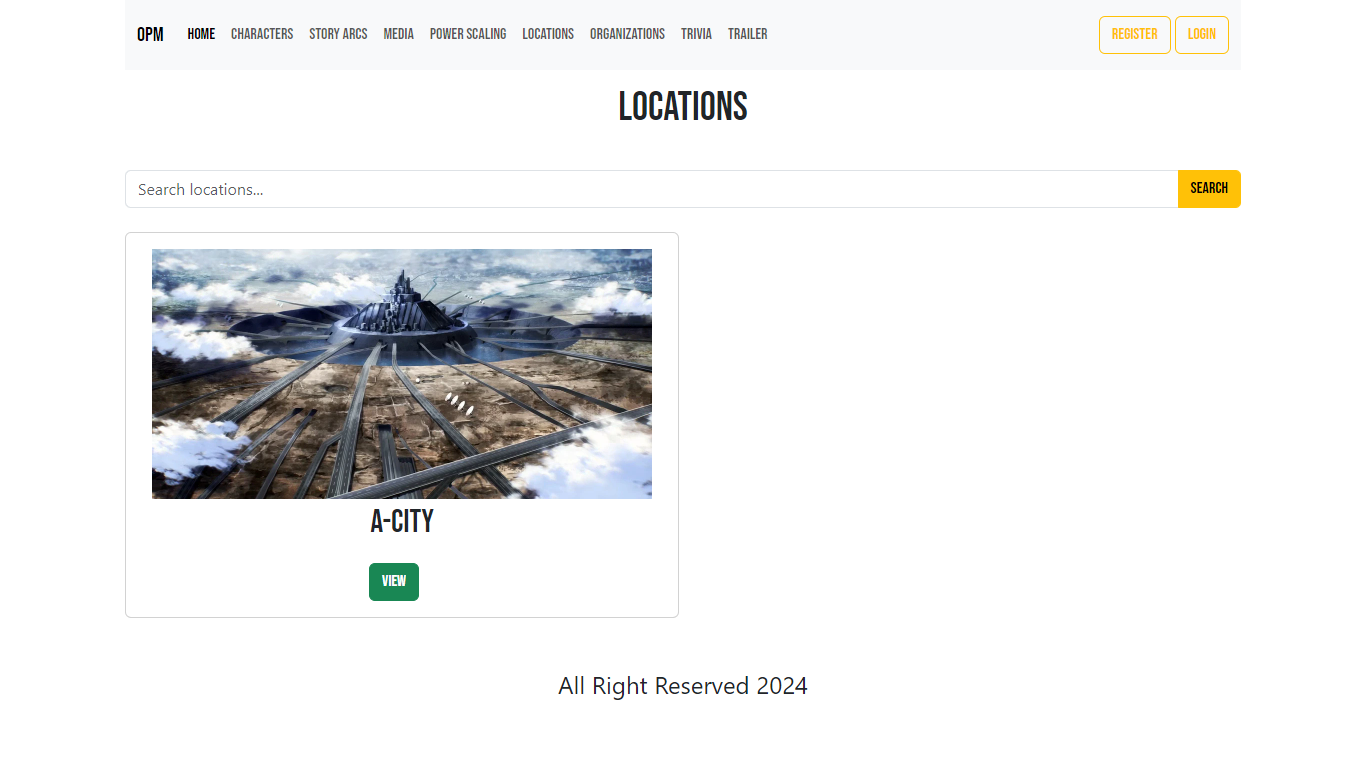 OPM HOME CHARACTERS STORY ARCS MEDIA POWER SCALING LOCATIONS ORGANIZATIONS TRIVIA TRAILER REGISTER LOGIN
LOCATIONS
Search locations... SEARCH
A-CITY
VIEW
All Right Reserved 2024